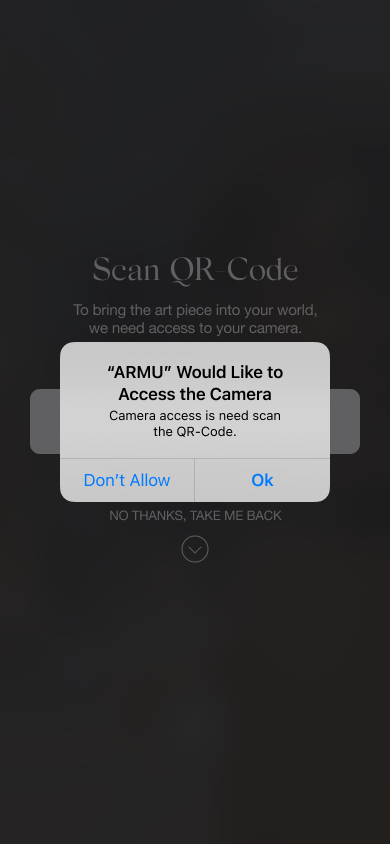 Scan QR-Code
To bring the art piece into your world,
we need access to your camera.
“ARMU” Would Like to
Access the Camera
Camera access is need scan
the QR-Code.
Don’t Allow
Ok
NO THANKS, TAKE ME BACK